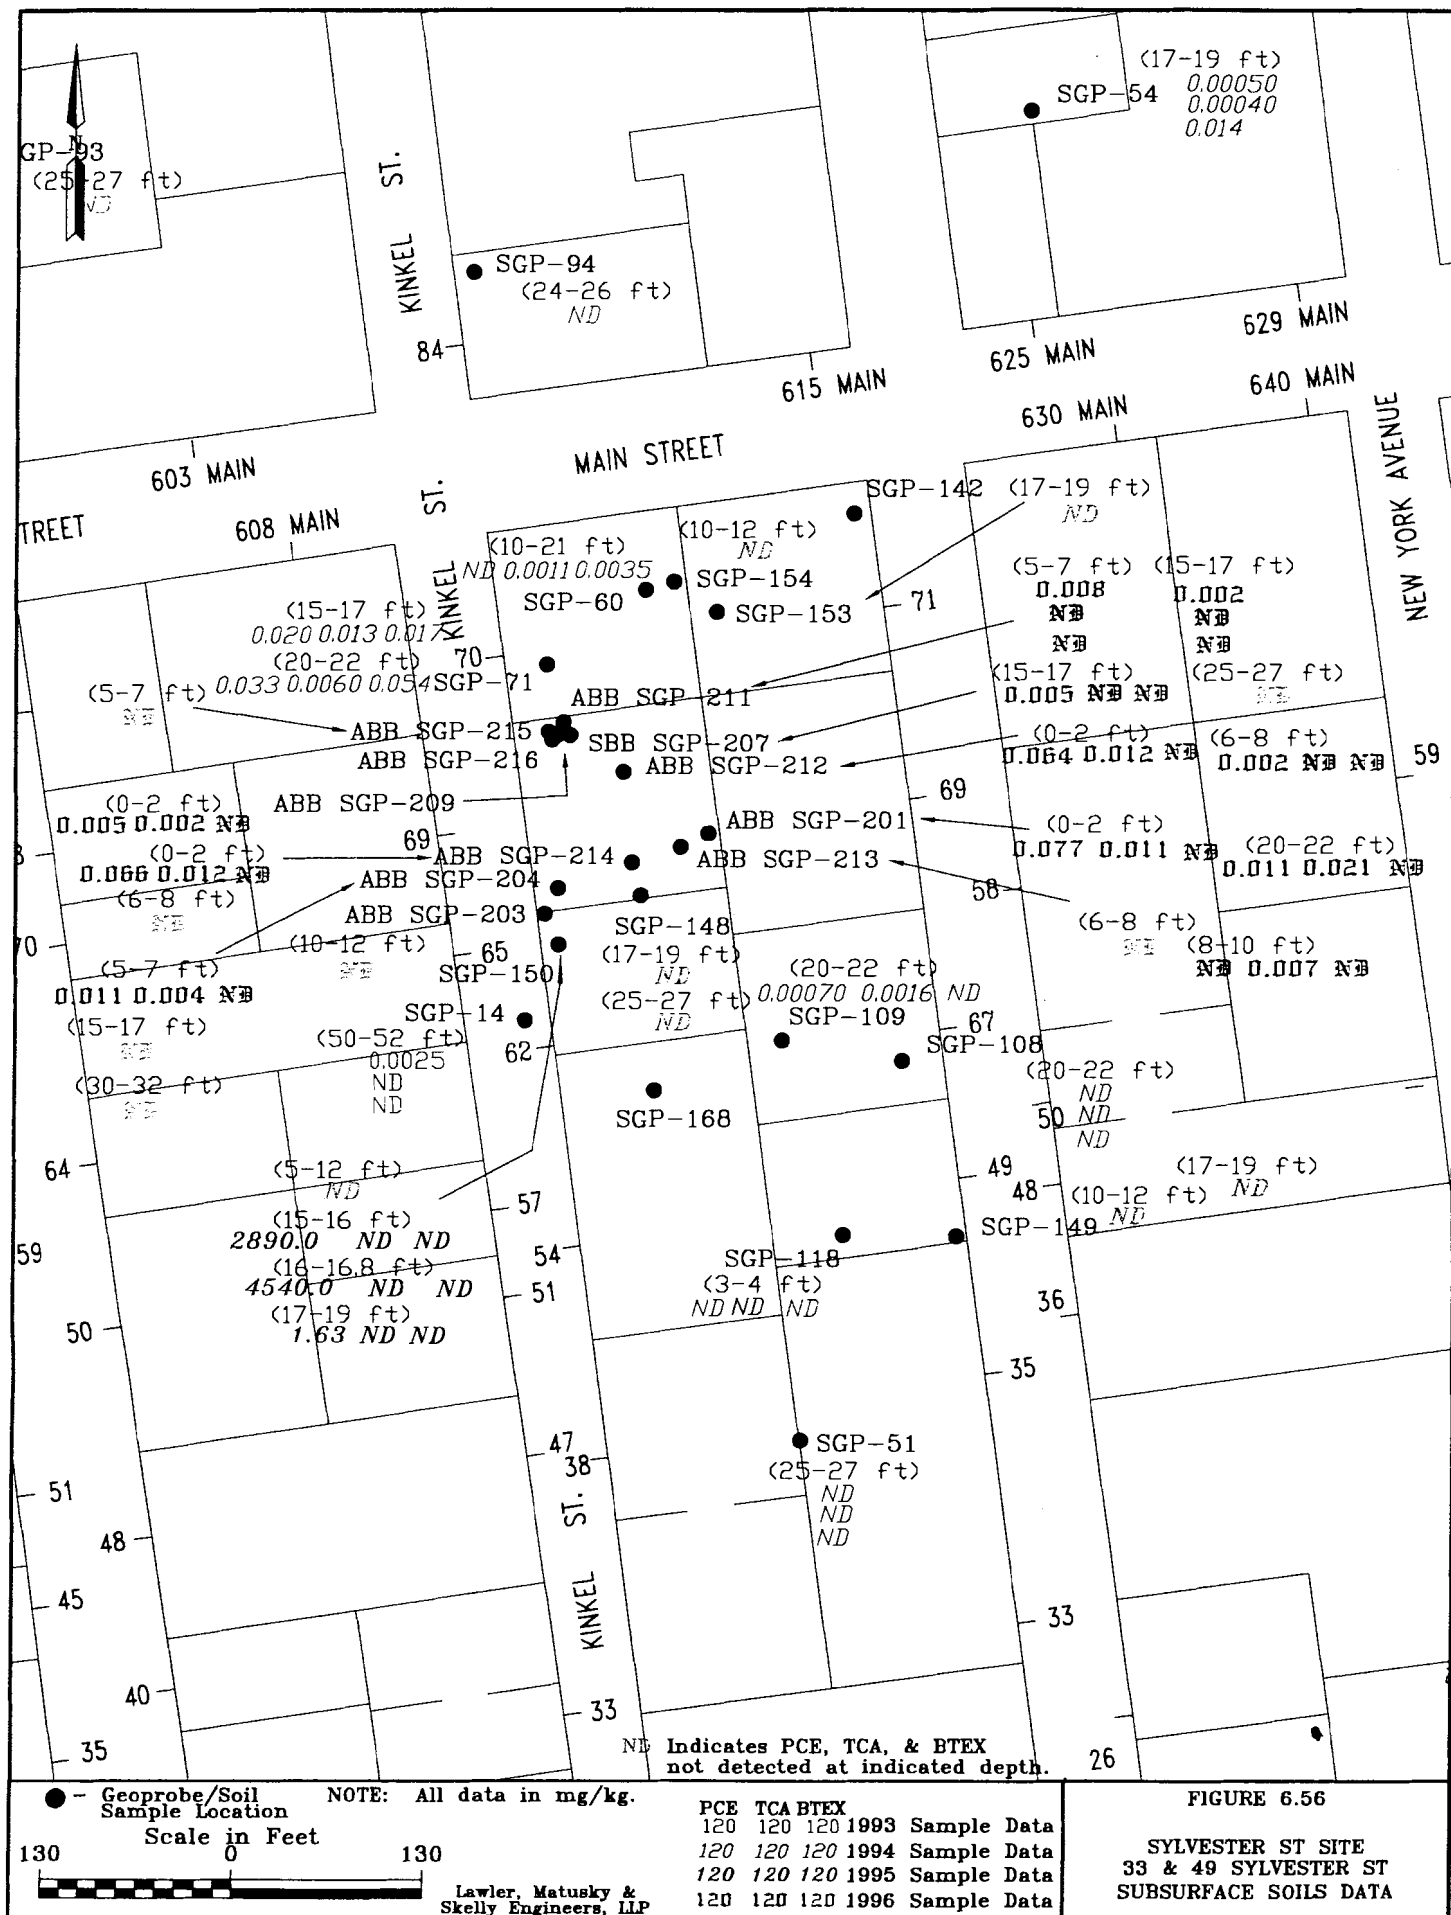 (17-19 ft)
SGP-54
0.00050
0.00040
0.014
N
GP-93
(25-27 ft)
ND
KINKEL ST.
SGP-94
(24-26 ft)
ND
84
629 MAIN
625 MAIN
615 MAIN
640 MAIN
630 MAIN
NEW YORK AVENUE
MAIN STREET
603 MAIN
TREET
608 MAIN
KINKEL ST.
SGP-142
(17-19 ft)
ND
(10-12 ft)
ND
(10-21 ft)
ND 0.0011 0.0035
SGP-154
SGP-60
SGP-153
71
(5-7 ft)
0.008
ND
ND
(15-17 ft)
0.002
ND
ND
(15-17 ft)
0.020 0.013 0.017
(20-22 ft)
0.033 0.0060 0.054
70
SGP-71
(5-7 ft)
ND
ABB SGP-211
(15-17 ft)
0.005 ND ND
(25-27 ft)
ND
ABB SGP-215
SBB SGP-207
ABB SGP-216
ABB SGP-212
(0-2 ft)
0.064 0.012 ND
(6-8 ft)
0.002 ND ND
59
ABB SGP-209
69
(0-2 ft)
0.005 0.002 ND
ABB SGP-201
(0-2 ft)
0.077 0.011 ND
(20-22 ft)
0.011 0.021 ND
69
(0-2 ft)
0.066 0.012 ND
ABB SGP-214
ABB SGP-213
ABB SGP-204
58
(6-8 ft)
ND
ABB SGP-203
SGP-148
(17-19 ft)
ND
(25-27 ft)
ND
(6-8 ft)
ND
(8-10 ft)
ND 0.007 ND
70
(10-12 ft)
ND
65
SGP-150
(5-7 ft)
0.011 0.004 ND
(20-22 ft)
0.00070 0.0016 ND
SGP-109
67
SGP-14
(15-17 ft)
ND
(50-52 ft)
0.0025
ND
ND
62
SGP-108
(20-22 ft)
ND
ND
ND
(30-32 ft)
ND
SGP-168
50
64
(5-12 ft)
ND
(15-16 ft)
2890.0 ND ND
(16-16.8 ft)
4540.0 ND ND
(17-19 ft)
1.63 ND ND
49
48
(17-19 ft)
ND
(10-12 ft)
ND
57
SGP-149
59
54
SGP-118
(3-4 ft)
ND ND ND
51
36
50
35
47
38
SGP-51
(25-27 ft)
ND
ND
ND
51
KINKEL ST.
48
45
33
40
33
35
26
ND Indicates PCE, TCA, & BTEX
not detected at indicated depth.
- Geoprobe/Soil
Sample Location
NOTE: All data in mg/kg.
Scale in Feet
130 0 130
Lawler, Matusky &
Skelly Engineers, LLP
PCE TCA BTEX
120 120 120 1993 Sample Data
120 120 120 1994 Sample Data
120 120 120 1995 Sample Data
120 120 120 1996 Sample Data
FIGURE 6.56
SYLVESTER ST SITE
33 & 49 SYLVESTER ST
SUBSURFACE SOILS DATA